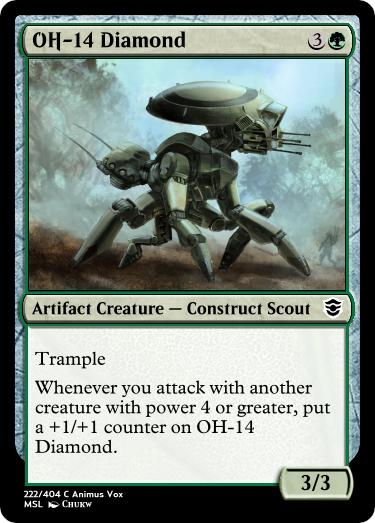 OH-14 Diamond 3
Artifact Creature — Construct Scout
Trample
Whenever you attack with another
creature with power 4 or greater, put
a +1/+1 counter on OH-14
Diamond.
3/3
222/404 C Animus Vox
MSL Chukw